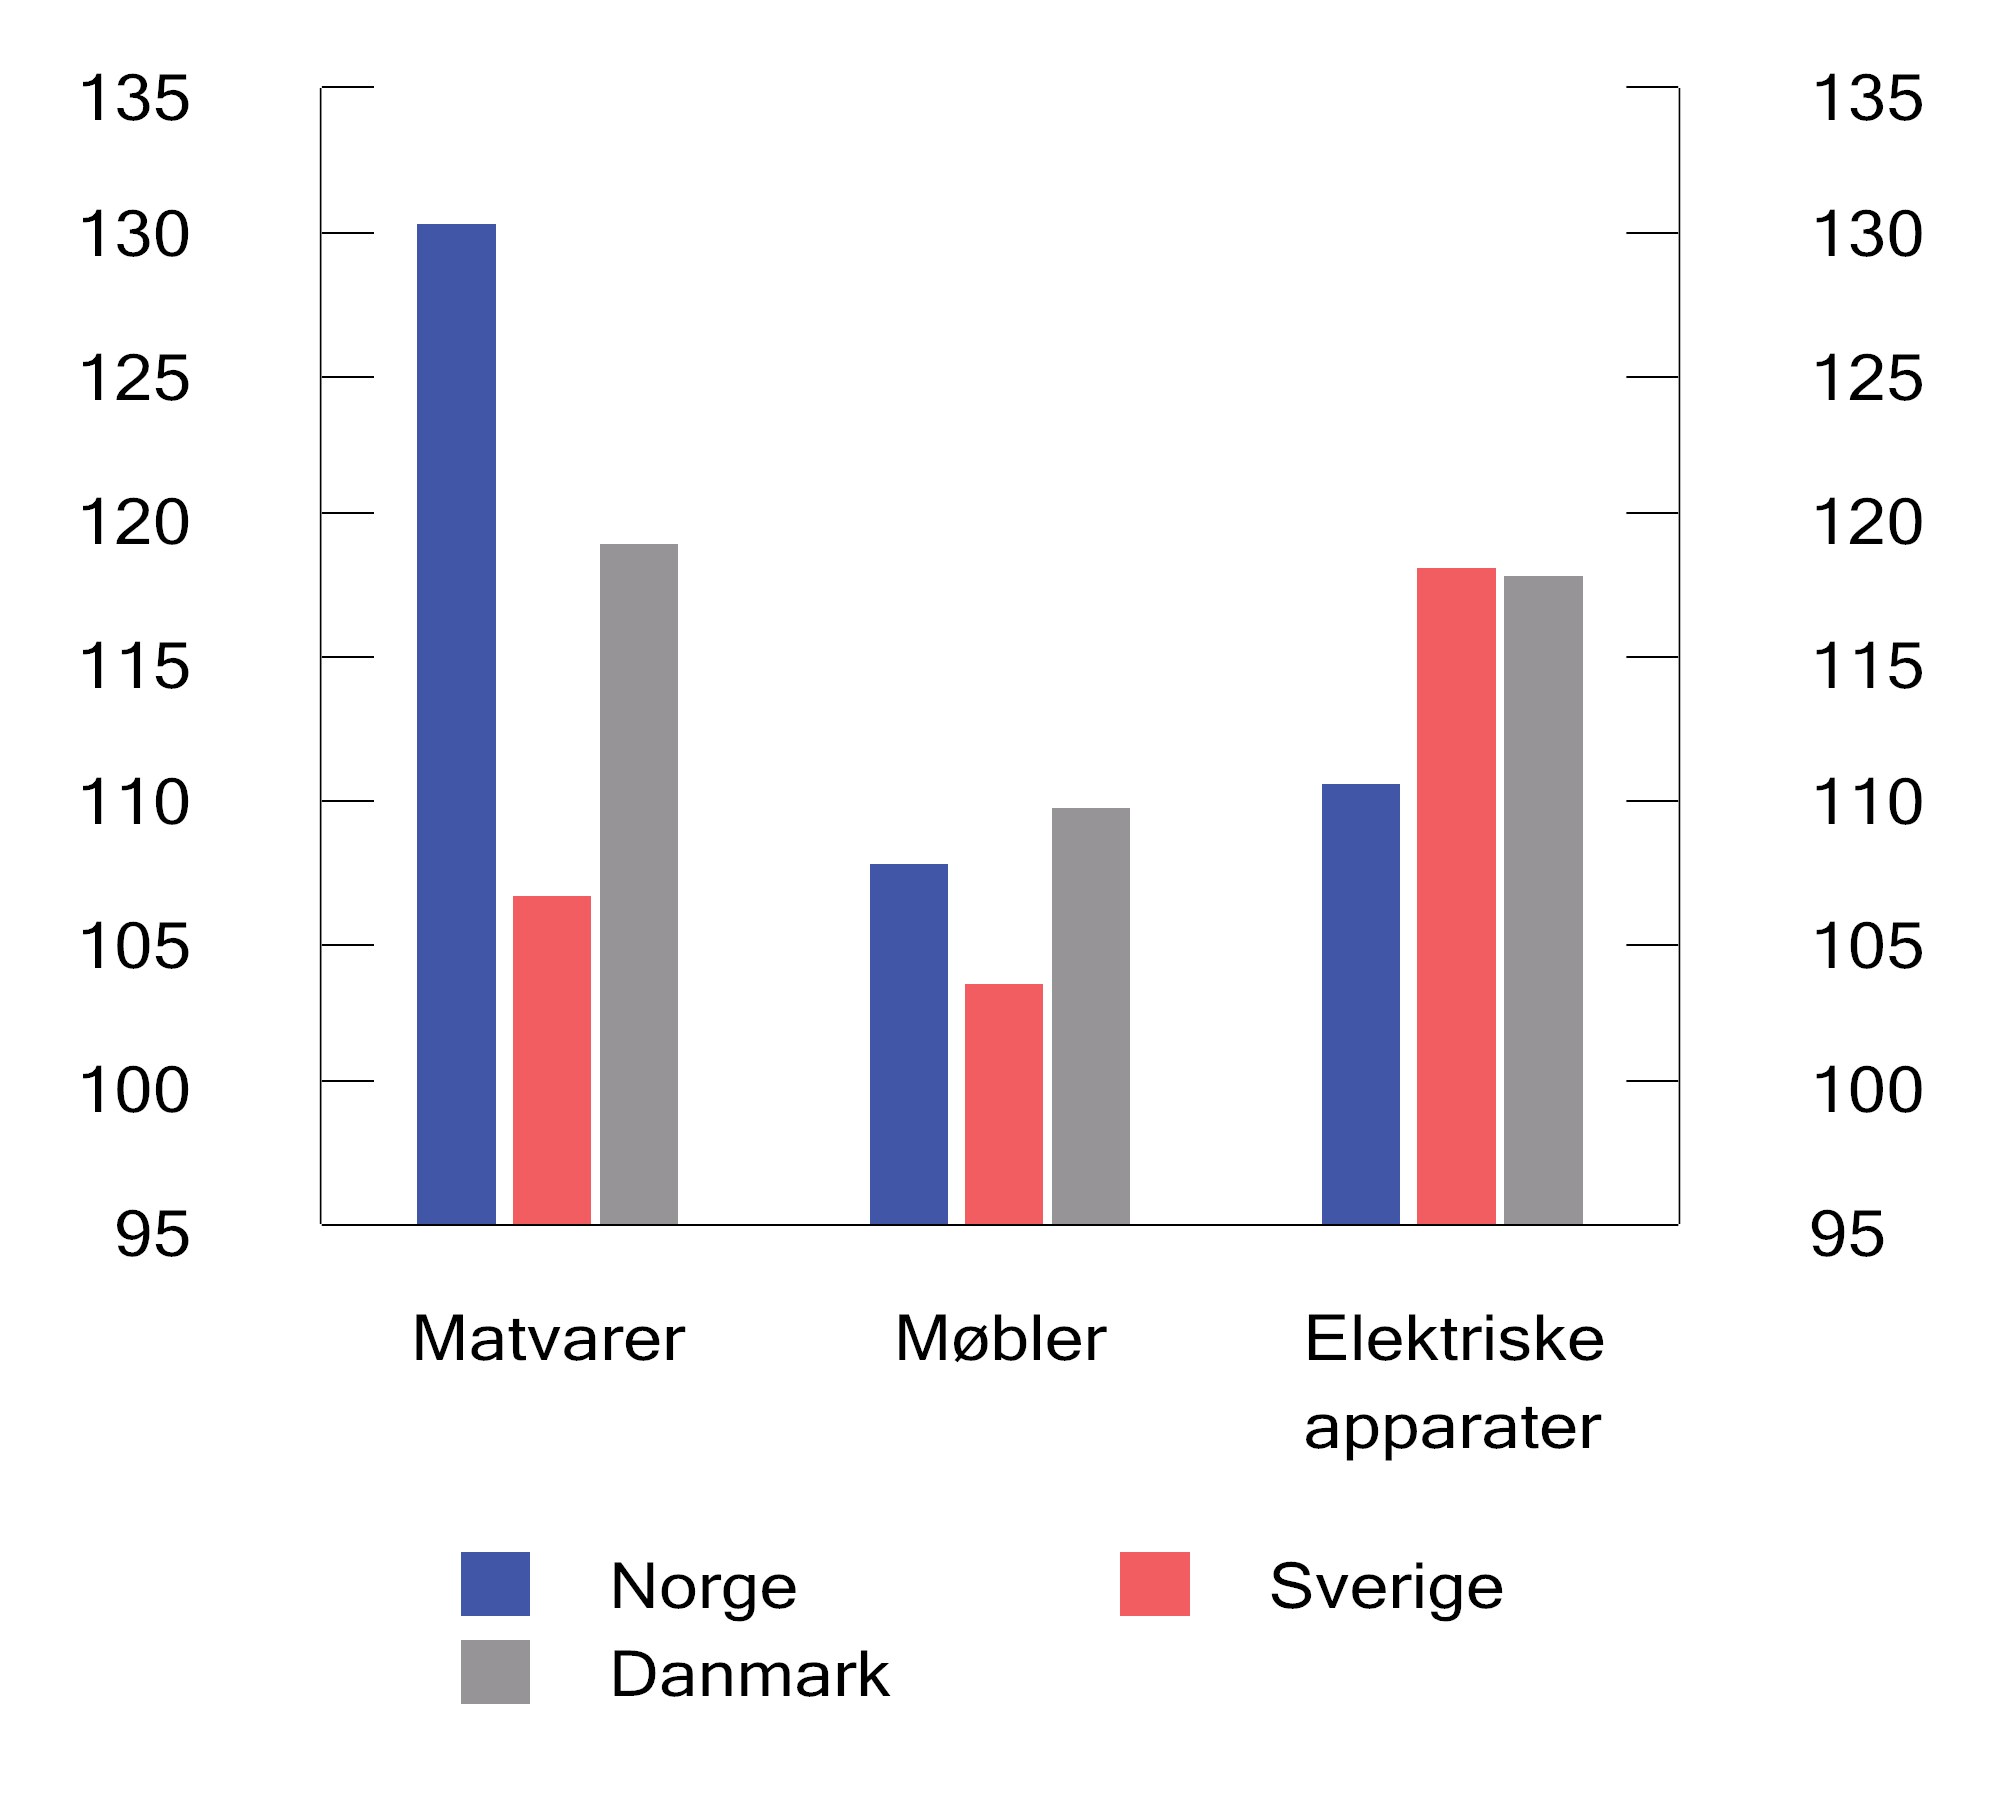 135 135
130 130
125 125
120 120
115 115
110 110
105 105
100 100
95 95
Matvarer Møbler Elektriske
apparater
Norge Sverige
Danmark